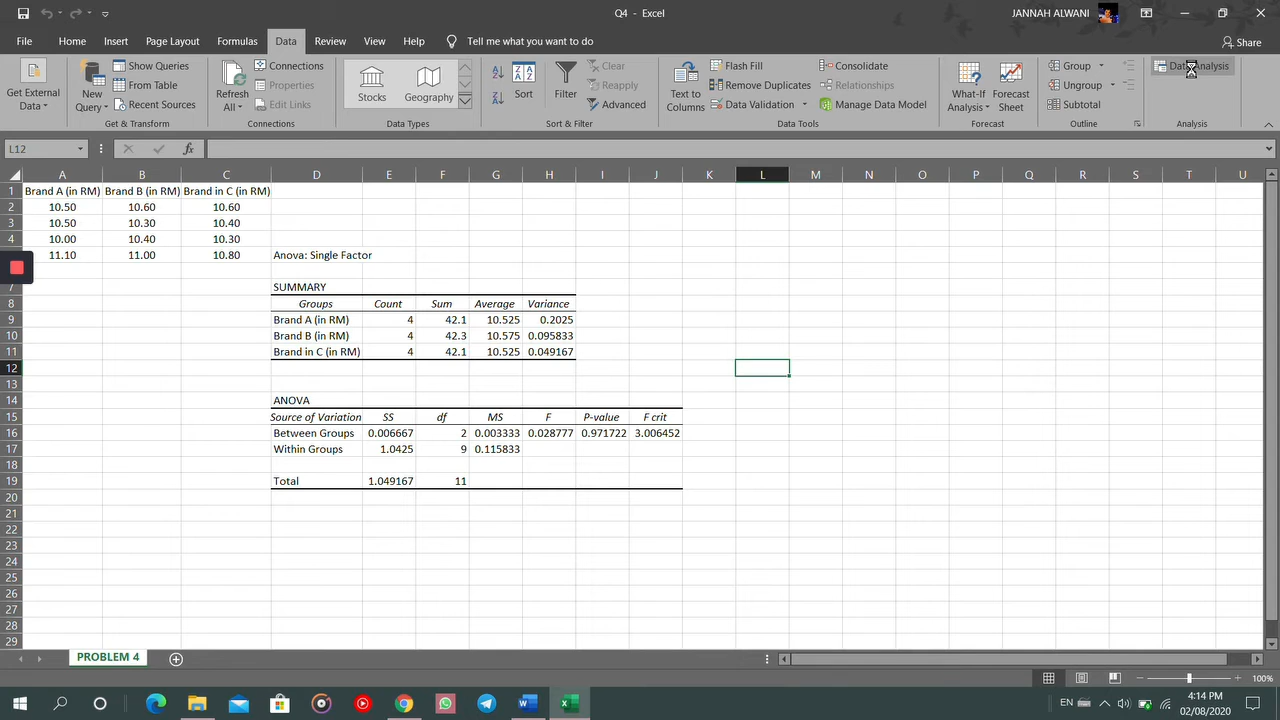 Q4 - Excel
JANNAH ALWANI
File Home Insert Page Layout Formulas Data Review View Help Tell me what you want to do Share
Get External Data
New Query
Show Queries
From Table
Recent Sources
Get & Transform
Refresh All
Connections
Properties
Edit Links
Connections
Stocks
Geography
Data Types
Sort
Filter
Clear
Reapply
Advanced
Sort & Filter
Text to Columns
Flash Fill
Remove Duplicates
Data Validation
Consolidate
Relationships
Manage Data Model
Data Tools
What-If Analysis
Forecast Sheet
Forecast
Group
Ungroup
Subtotal
Outline
Data Analysis
Analysis
L12 fx
A B C D E F G H I J K L M N O P Q R S T U
1 Brand A (in RM) Brand B (in RM) Brand in C (in RM)
2 10.50 10.60 10.60
3 10.50 10.30 10.40
4 10.00 10.40 10.30
11.10 11.00 10.80 Anova: Single Factor
7 SUMMARY
8 Groups Count Sum Average Variance
9 Brand A (in RM) 4 42.1 10.525 0.2025
10 Brand B (in RM) 4 42.3 10.575 0.095833
11 Brand in C (in RM) 4 42.1 10.525 0.049167
12
13
14 ANOVA
15 Source of Variation SS df MS F P-value F crit
16 Between Groups 0.006667 2 0.003333 0.028777 0.971722 3.006452
17 Within Groups 1.0425 9 0.115833
18
19 Total 1.049167 11
20
21
22
23
24
25
26
27
28
29
PROBLEM 4
100%
EN
4:14 PM
02/08/2020